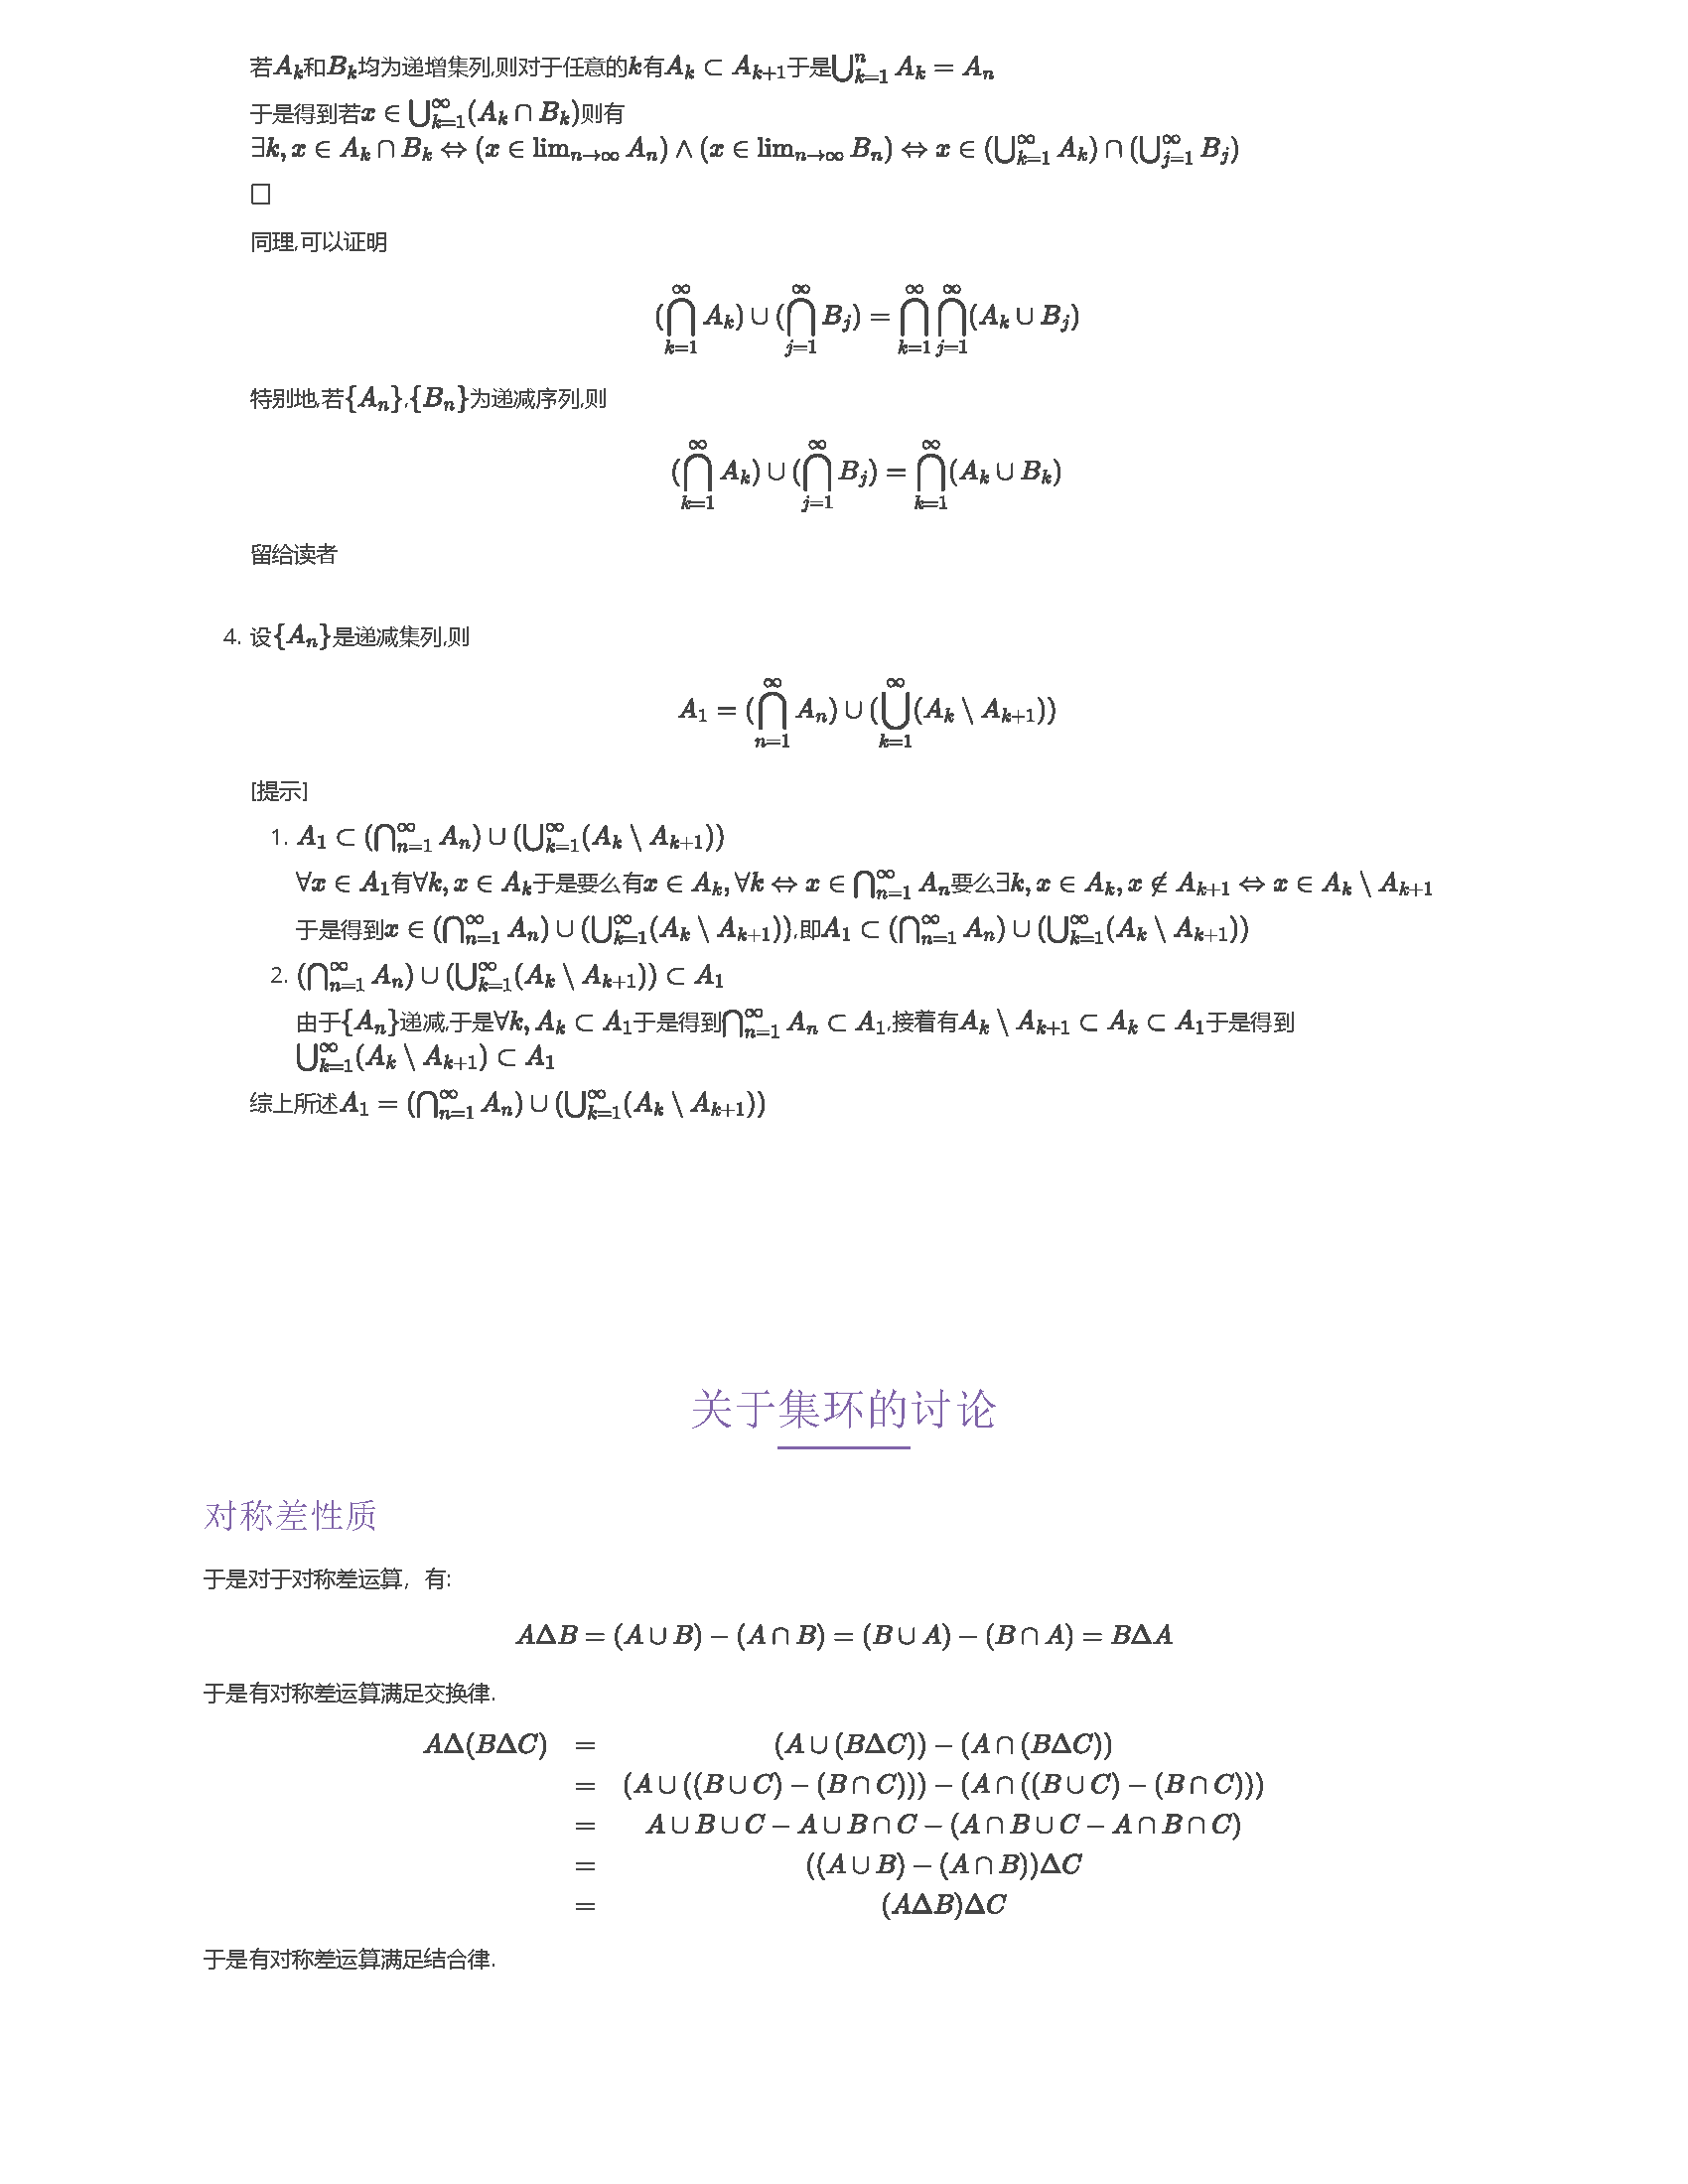 若$A_k$和$B_k$均为递增集列,则对于任意的$k$有$A_k \subset A_{k+1}$于是$\bigcup_{k=1}^{n} A_k = A_n$
于是得到若$x \in \bigcup_{k=1}^{\infty}(A_k \cap B_k)$则有
$\exists k, x \in A_k \cap B_k \Leftrightarrow (x \in \lim_{n \to \infty} A_n) \wedge (x \in \lim_{n \to \infty} B_n) \Leftrightarrow x \in (\bigcup_{k=1}^{\infty} A_k) \cap (\bigcup_{j=1}^{\infty} B_j)$
□
同理,可以证明
$(\bigcap_{k=1}^{\infty} A_k) \cup (\bigcap_{j=1}^{\infty} B_j) = \bigcap_{k=1}^{\infty} \bigcap_{j=1}^{\infty} (A_k \cup B_j)$
特别地,若$\{A_n\}$,$\{B_n\}$为递减序列,则
$(\bigcap_{k=1}^{\infty} A_k) \cup (\bigcap_{j=1}^{\infty} B_j) = \bigcap_{k=1}^{\infty} (A_k \cup B_k)$
留给读者
4. 设$\{A_n\}$是递减集列,则
$A_1 = (\bigcap_{n=1}^{\infty} A_n) \cup (\bigcup_{k=1}^{\infty} (A_k \setminus A_{k+1}))$
[提示]
1. $A_1 \subset (\bigcap_{n=1}^{\infty} A_n) \cup (\bigcup_{k=1}^{\infty} (A_k \setminus A_{k+1}))$
$\forall x \in A_1$有$\forall k, x \in A_k$于是要么有$x \in A_k, \forall k \Leftrightarrow x \in \bigcap_{n=1}^{\infty} A_n$要么$\exists k, x \in A_k, x \notin A_{k+1} \Leftrightarrow x \in A_k \setminus A_{k+1}$
于是得到$x \in (\bigcap_{n=1}^{\infty} A_n) \cup (\bigcup_{k=1}^{\infty} (A_k \setminus A_{k+1}))$,即$A_1 \subset (\bigcap_{n=1}^{\infty} A_n) \cup (\bigcup_{k=1}^{\infty} (A_k \setminus A_{k+1}))$
2. $(\bigcap_{n=1}^{\infty} A_n) \cup (\bigcup_{k=1}^{\infty} (A_k \setminus A_{k+1})) \subset A_1$
由于$\{A_n\}$递减,于是$\forall k, A_k \subset A_1$于是得到$\bigcap_{n=1}^{\infty} A_n \subset A_1$,接着有$A_k \setminus A_{k+1} \subset A_k \subset A_1$于是得到
$\bigcup_{k=1}^{\infty} (A_k \setminus A_{k+1}) \subset A_1$
综上所述$A_1 = (\bigcap_{n=1}^{\infty} A_n) \cup (\bigcup_{k=1}^{\infty} (A_k \setminus A_{k+1}))$
关于集环的讨论
对称差性质
于是对于对称差运算，有:
$A \Delta B = (A \cup B) - (A \cap B) = (B \cup A) - (B \cap A) = B \Delta A$
于是有对称差运算满足交换律.
$A \Delta (B \Delta C) = (A \cup (B \Delta C)) - (A \cap (B \Delta C))$
$= (A \cup ((B \cup C) - (B \cap C))) - (A \cap ((B \cup C) - (B \cap C)))$
$= A \cup B \cup C - A \cup B \cap C - (A \cap B \cup C - A \cap B \cap C)$
$= ((A \cup B) - (A \cap B)) \Delta C$
$= (A \Delta B) \Delta C$
于是有对称差运算满足结合律.